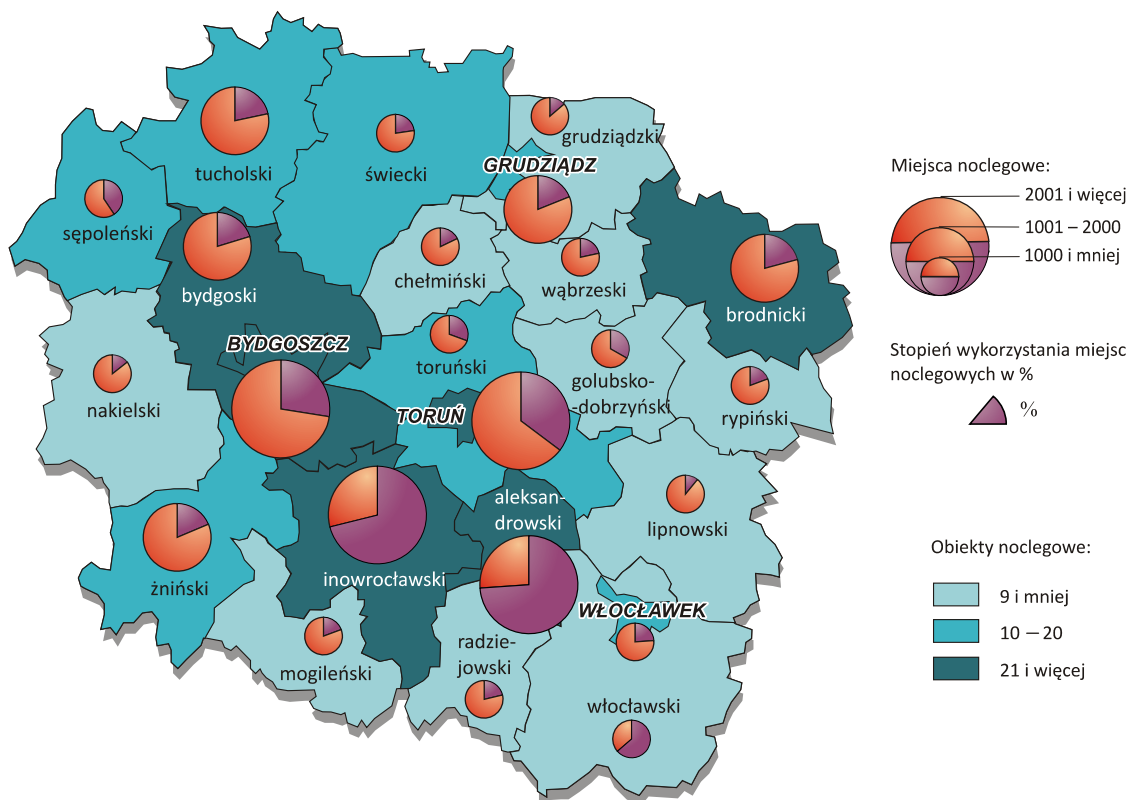 grudziądzki
GRUDZIĄDZ
tucholski
świecki
sępoleński
chełmiński
wąbrzeski
bydgoski
brodnicki
BYDGOSZCZ
toruński
golubsko-
-dobrzyński
nakielski
TORUŃ
rypiński
aleksan-
drowski
lipnowski
inowrocławski
żniński
WŁOCŁAWEK
radzie-
jowski
mogileński
włocławski
Miejsca noclegowe:
2001 i więcej
1001 – 2000
1000 i mniej
Stopień wykorzystania miejsc
noclegowych w %
%
Obiekty noclegowe:
9 i mniej
10 – 20
21 i więcej